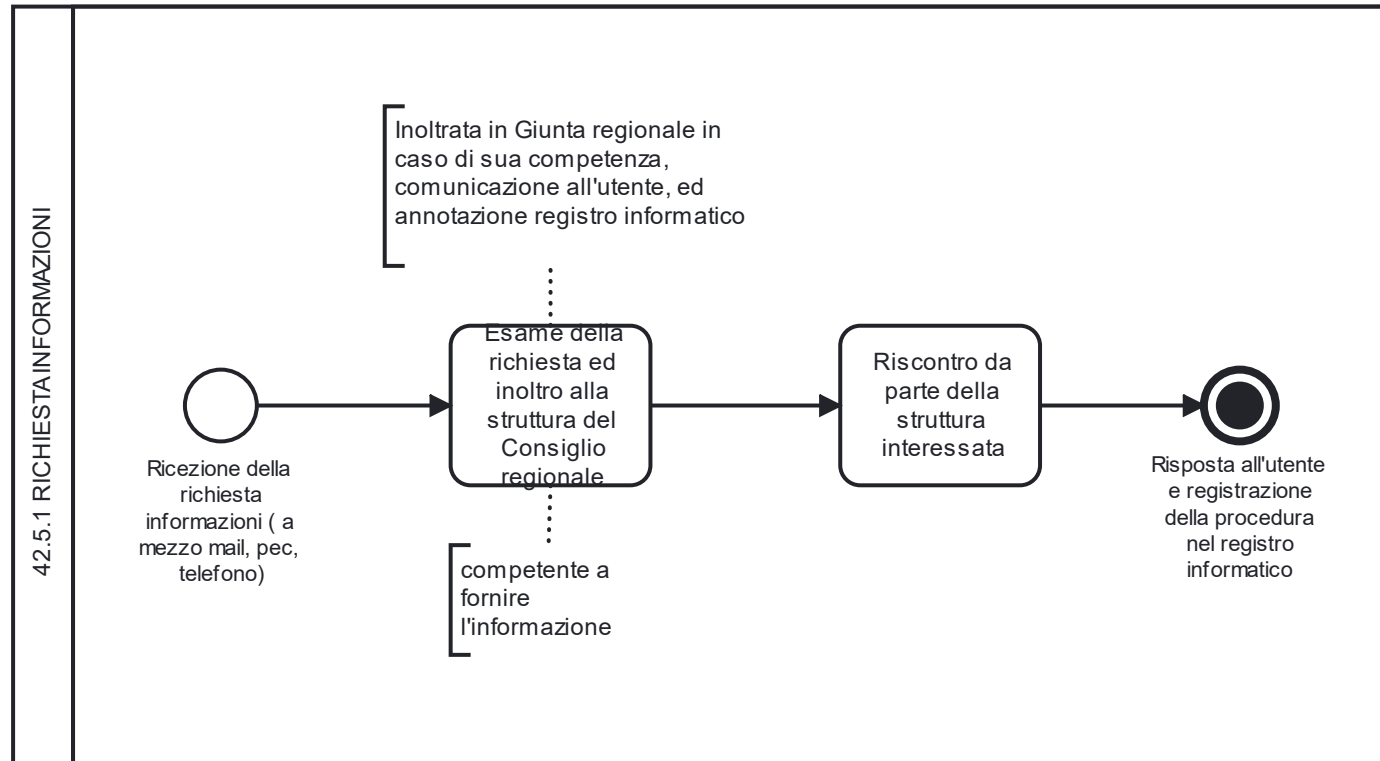 42.5.1 RICHIESTAINFORMAZIONI
Inoltrata in Giunta regionale in
caso di sua competenza,
comunicazione all'utente, ed
annotazione registro informatico
Ricezione della
richiesta
informazioni ( a
mezzo mail, pec,
telefono)
Esame della
richiesta ed
inoltro alla
struttura del
Consiglio
regionale
competente a
fornire
l'informazione
Riscontro da
parte della
struttura
interessata
Risposta all'utente
e registrazione
della procedura
nel registro
informatico